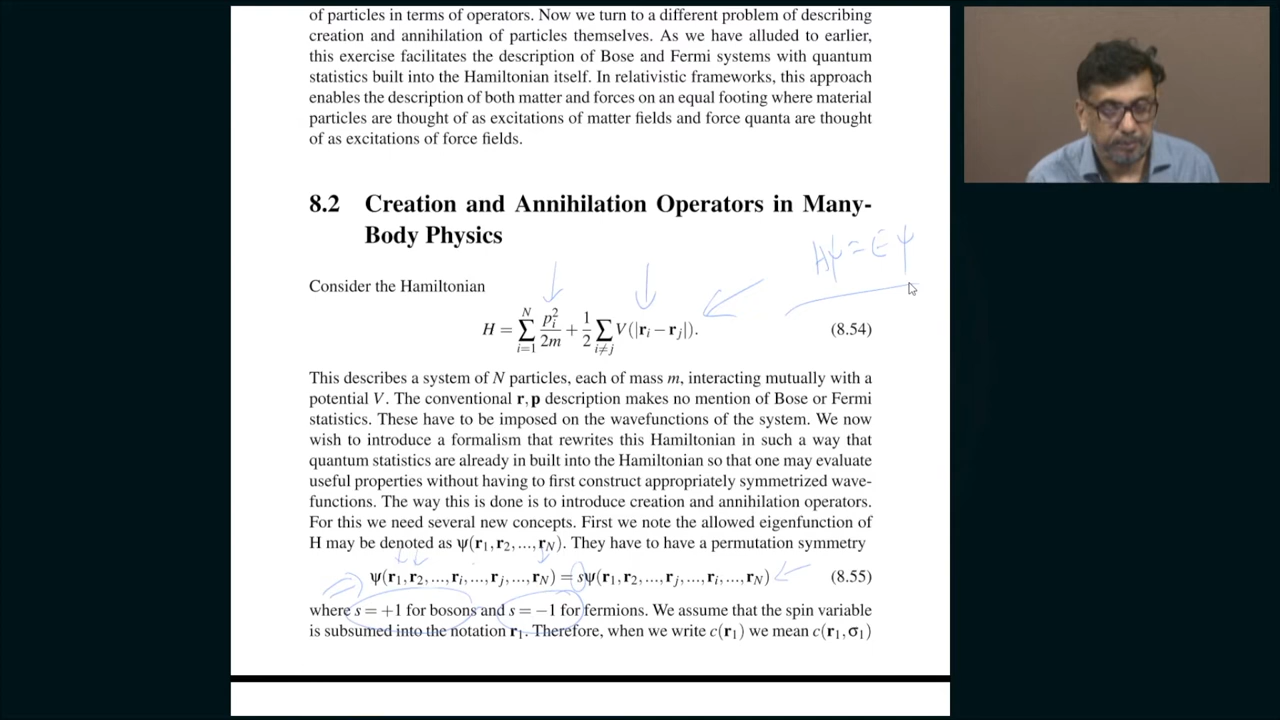 of particles in terms of operators. Now we turn to a different problem of describing
creation and annihilation of particles themselves. As we have alluded to earlier,
this exercise facilitates the description of Bose and Fermi systems with quantum
statistics built into the Hamiltonian itself. In relativistic frameworks, this approach
enables the description of both matter and forces on an equal footing where material
particles are thought of as excitations of matter fields and force quanta are thought
of as excitations of force fields.
8.2 Creation and Annihilation Operators in Many-
Body Physics
Hψ = Eψ
Consider the Hamiltonian
H = ∑_{i=1}^{N} p_i^2/2m + 1/2 ∑_{i≠j} V(|r_i − r_j|). (8.54)
This describes a system of N particles, each of mass m, interacting mutually with a
potential V. The conventional r, p description makes no mention of Bose or Fermi
statistics. These have to be imposed on the wavefunctions of the system. We now
wish to introduce a formalism that rewrites this Hamiltonian in such a way that
quantum statistics are already in built into the Hamiltonian so that one may evaluate
useful properties without having to first construct appropriately symmetrized wave-
functions. The way this is done is to introduce creation and annihilation operators.
For this we need several new concepts. First we note the allowed eigenfunction of
H may be denoted as ψ(r₁, r₂, ..., r_N). They have to have a permutation symmetry
ψ(r₁, r₂, ..., r_i, ..., r_j, ..., r_N) = sψ(r₁, r₂, ..., r_j, ..., r_i, ..., r_N) (8.55)
where s = +1 for bosons and s = −1 for fermions. We assume that the spin variable
is subsumed into the notation r₁. Therefore, when we write c(r₁) we mean c(r₁, σ₁)